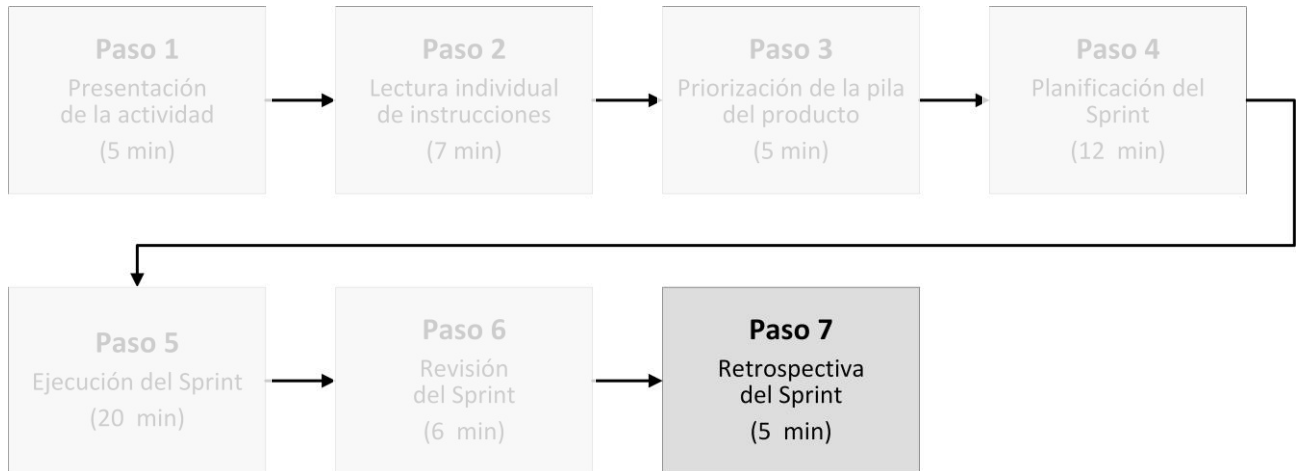 Paso 1
Presentación
de la actividad
(5 min)
Paso 2
Lectura individual
de instrucciones
(7 min)
Paso 3
Priorización de la pila
del producto
(5 min)
Paso 4
Planificación del
Sprint
(12 min)
Paso 5
Ejecución del Sprint
(20 min)
Paso 6
Revisión
del Sprint
(6 min)
Paso 7
Retrospectiva
del Sprint
(5 min)